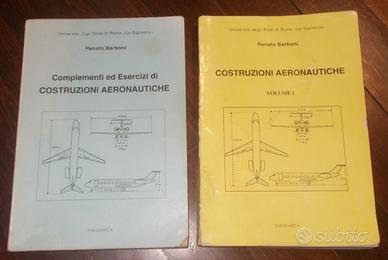 Università degli Studi di Roma «La Sapienza»
Renato Barboni
Complementi ed Esercizi di
COSTRUZIONI AERONAUTICHE
Università degli Studi di Roma «La Sapienza»
Renato Barboni
COSTRUZIONI AERONAUTICHE
VOLUME I
subito